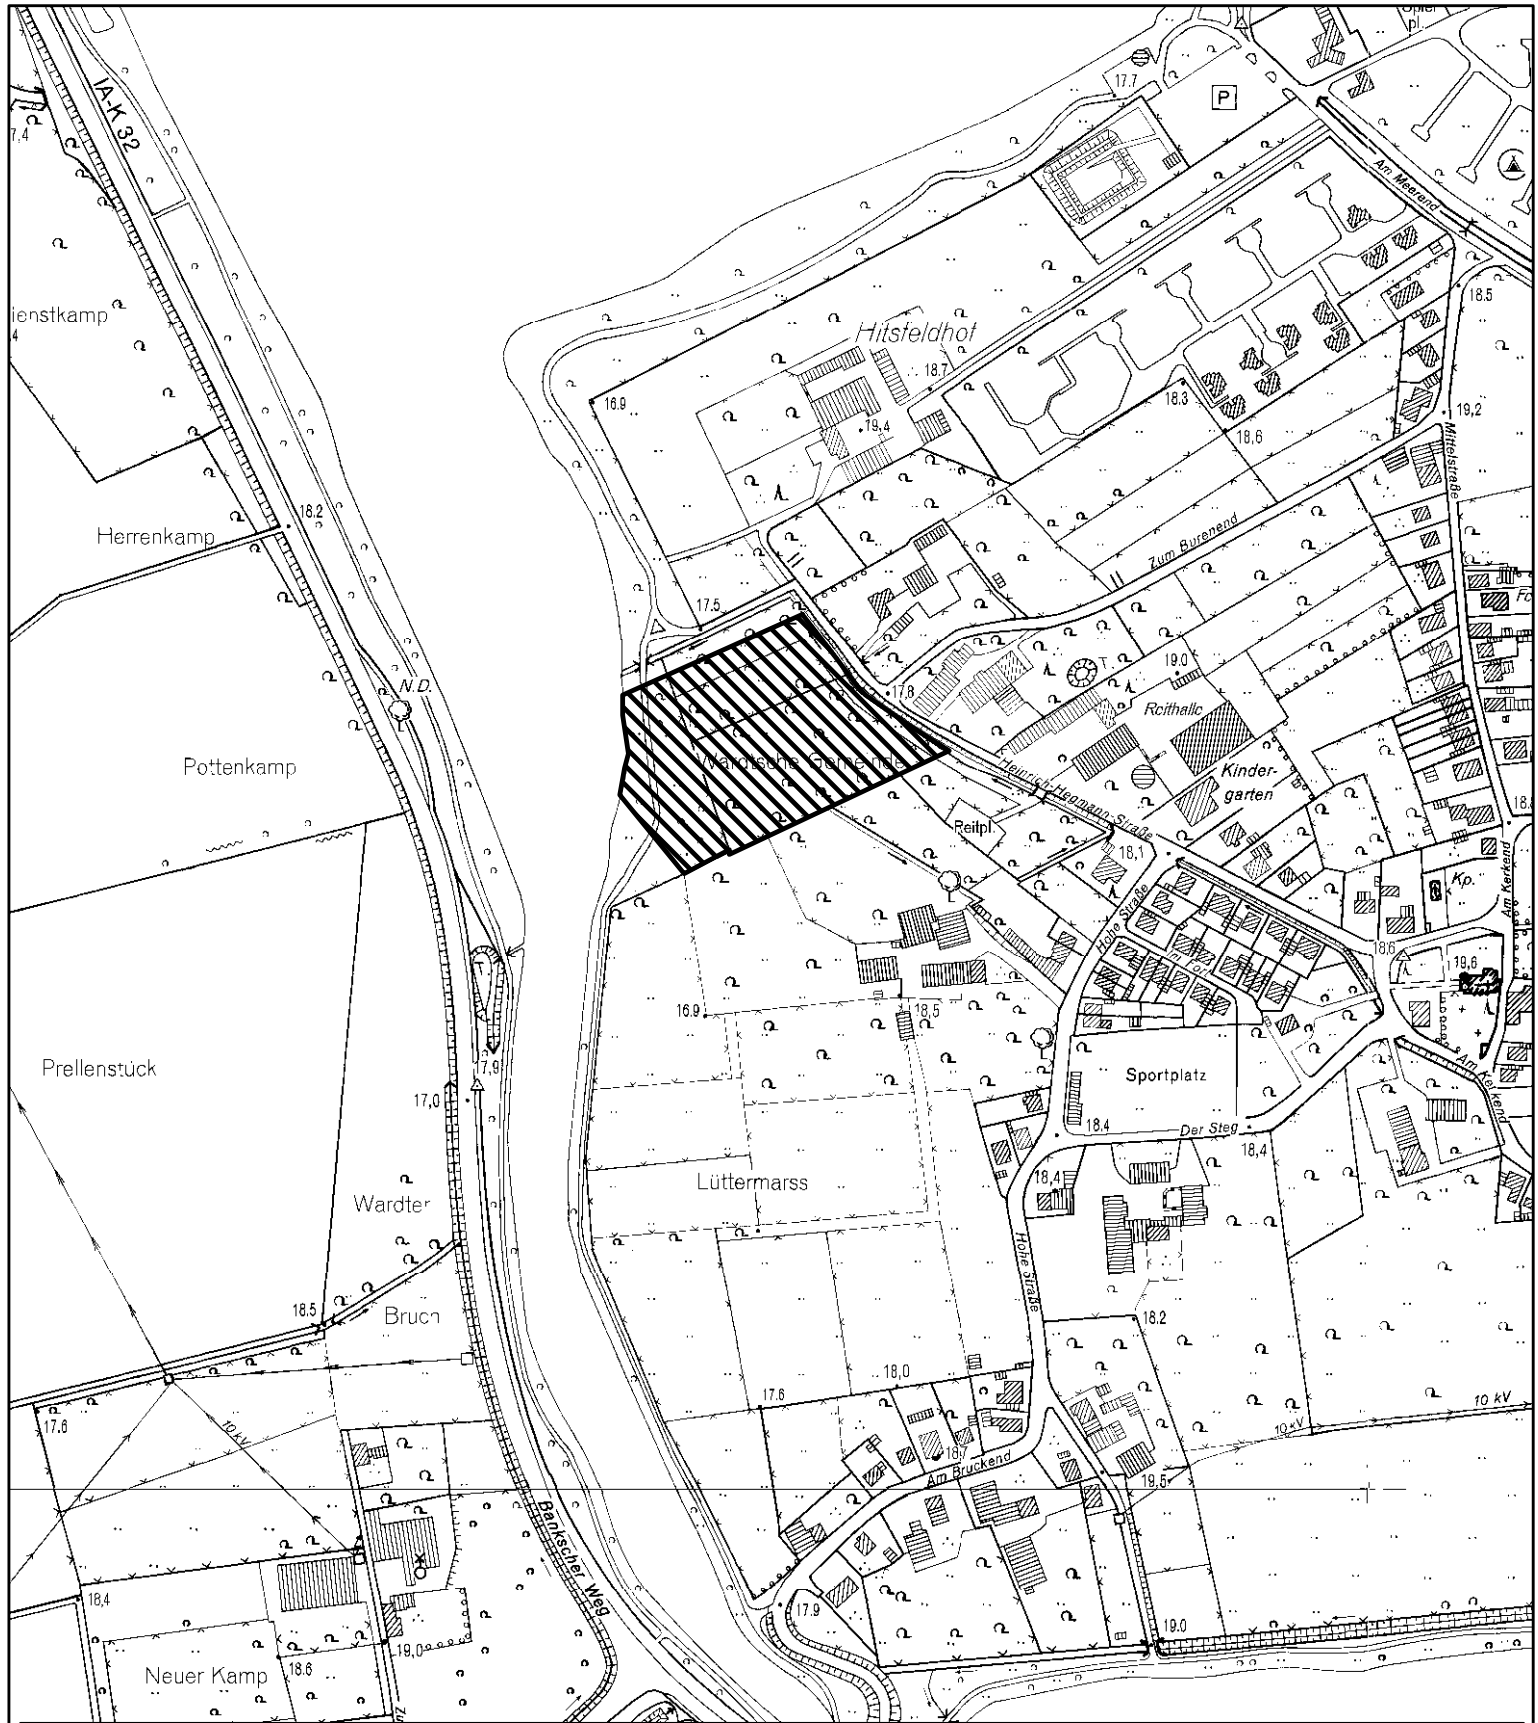 Spiel
pl.
IA-K 32
17.7
P
7,4
Am Meerend
ienstkamp
4
Hitsfeldhof
18.5
18.7
16.9
18.3
19,2
19,4
18,6
Mittelstraße
18.2
Herrenkamp
Zum Burenend
17.5
N.D.
T
19.0
17.8
Reithalle
Pottenkamp
Wardtsche Gemeinde
Heinrich-Hegmann-Straße
Kinder-
garten
Reitpl.
18,1
18.8
Kp.
Am Kerkend
Hohe Straße
18.6
19,6
16.9
18,5
T
17,9
Prellenstück
Sportplatz
Am Kerkend
17,0
18.4
Der Steg
18,4
18,4
Lüttermarss
Wardter
Hohe Straße
18.5
Bruch
18.2
18,0
17.6
17.6
10 kV
10 kV
10 kV
18.7
Am Bruckend
19.5
Bankscher Weg
18,4
17.9
19.0
19,0
Neuer Kamp
18.6
Zu